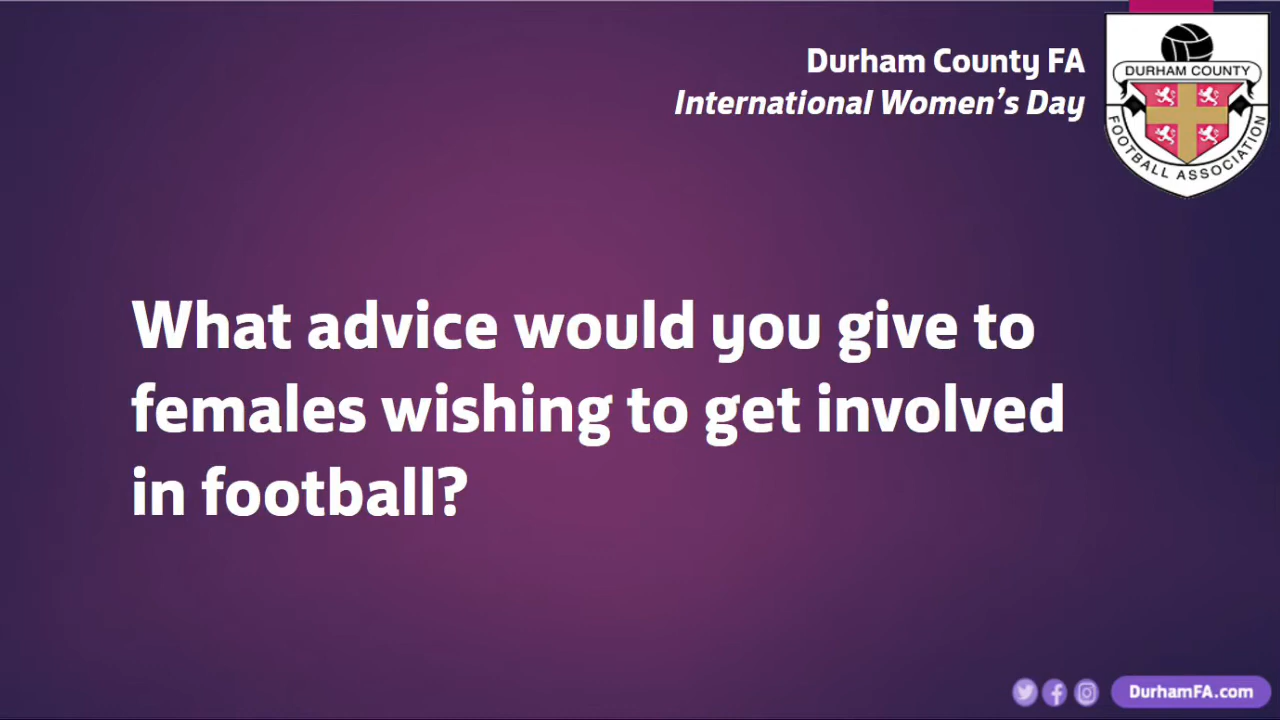 Durham County FA
International Women's Day
DURHAM COUNTY
FOOTBALL ASSOCIATION
What advice would you give to
females wishing to get involved
in football?
DurhamFA.com